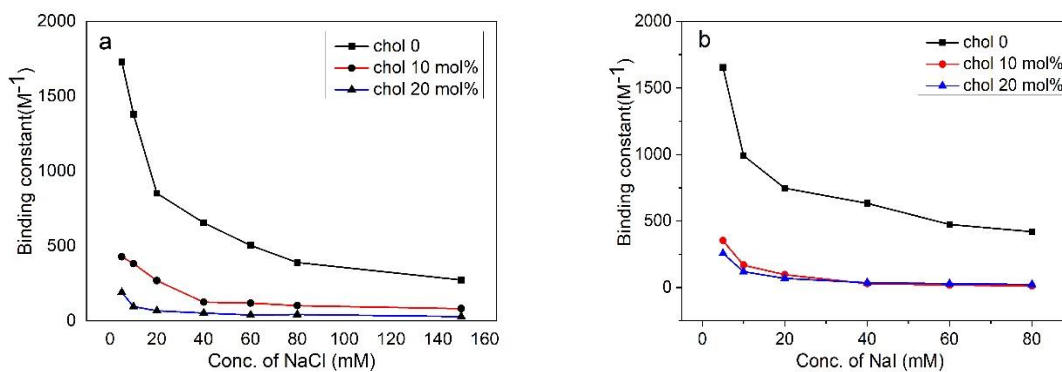 a
chol 0
chol 10 mol%
chol 20 mol%
2000
1500
1000
500
0
Binding constant(M⁻¹)
0 20 40 60 80 100 120 140 160
Conc. of NaCl (mM)
b
chol 0
chol 10 mol%
chol 20 mol%
2000
1500
1000
500
0
Binding constant(M⁻¹)
0 20 40 60 80
Conc. of NaI (mM)